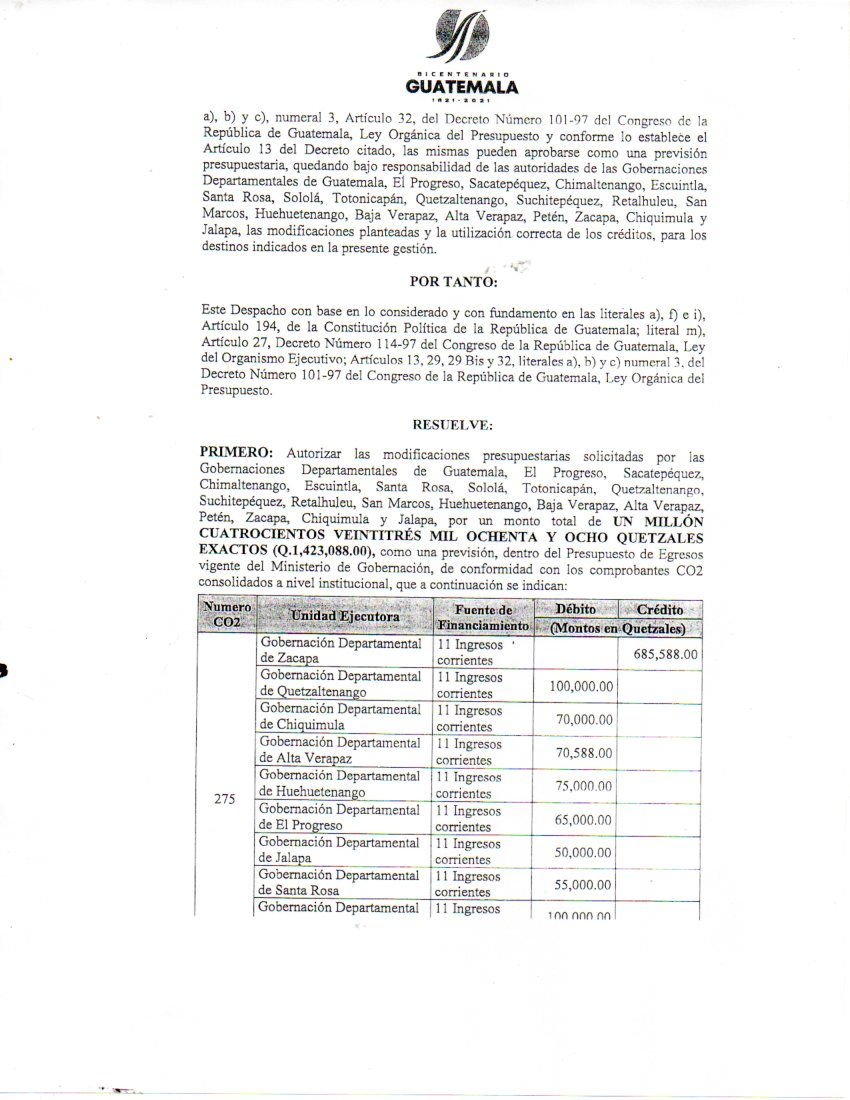 BICENTENARIO
GUATEMALA
1821-2021
a), b) y c), numeral 3, Artículo 32, del Decreto Número 101-97 del Congreso de la
República de Guatemala, Ley Orgánica del Presupuesto y conforme lo establece el
Artículo 13 del Decreto citado, las mismas pueden aprobarse como una previsión
presupuestaria, quedando bajo responsabilidad de las autoridades de las Gobernaciones
Departamentales de Guatemala, El Progreso, Sacatepéquez, Chimaltenango, Escuintla,
Santa Rosa, Sololá, Totonicapán, Quetzaltenango, Suchitepéquez, Retalhuleu, San
Marcos, Huehuetenango, Baja Verapaz, Alta Verapaz, Petén, Zacapa, Chiquimula y
Jalapa, las modificaciones planteadas y la utilización correcta de los créditos, para los
destinos indicados en la presente gestión.
POR TANTO:
Este Despacho con base en lo considerado y con fundamento en las literales a), f) e i),
Artículo 194, de la Constitución Política de la República de Guatemala; literal m),
Artículo 27, Decreto Número 114-97 del Congreso de la República de Guatemala, Ley
del Organismo Ejecutivo; Artículos 13, 29, 29 Bis y 32, literales a), b) y c) numeral 3, del
Decreto Número 101-97 del Congreso de la República de Guatemala, Ley Orgánica del
Presupuesto.
RESUELVE:
PRIMERO: Autorizar las modificaciones presupuestarias solicitadas por las
Gobernaciones Departamentales de Guatemala, El Progreso, Sacatepéquez,
Chimaltenango, Escuintla, Santa Rosa, Sololá, Totonicapán, Quetzaltenango,
Suchitepéquez, Retalhuleu, San Marcos, Huehuetenango, Baja Verapaz, Alta Verapaz,
Petén, Zacapa, Chiquimula y Jalapa, por un monto total de UN MILLÓN
CUATROCIENTOS VEINTITRÉS MIL OCHENTA Y OCHO QUETZALES
EXACTOS (Q.1,423,088.00), como una previsión, dentro del Presupuesto de Egresos
vigente del Ministerio de Gobernación, de conformidad con los comprobantes CO2
consolidados a nivel institucional, que a continuación se indican:
Numero CO2 Unidad Ejecutora Fuente de Financiamiento Débito Crédito
(Montos en Quetzales)
Gobernación Departamental 11 Ingresos
de Zacapa corrientes 685,588.00
Gobernación Departamental 11 Ingresos
de Quetzaltenango corrientes 100,000.00
Gobernación Departamental 11 Ingresos
de Chiquimula corrientes 70,000.00
Gobernación Departamental 11 Ingresos
de Alta Verapaz corrientes 70,588.00
Gobernación Departamental 11 Ingresos
de Huehuetenango corrientes 75,000.00
275
Gobernación Departamental 11 Ingresos
de El Progreso corrientes 65,000.00
Gobernación Departamental 11 Ingresos
de Jalapa corrientes 50,000.00
Gobernación Departamental 11 Ingresos
de Santa Rosa corrientes 55,000.00
Gobernación Departamental 11 Ingresos 100,000.00